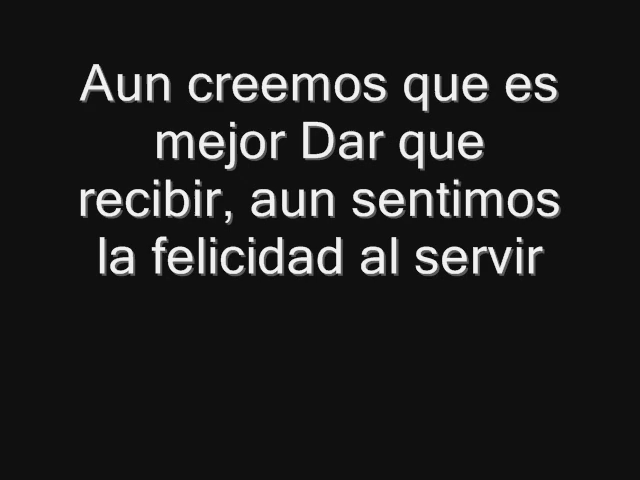 Aun creemos que es
mejor Dar que
recibir, aun sentimos
la felicidad al servir